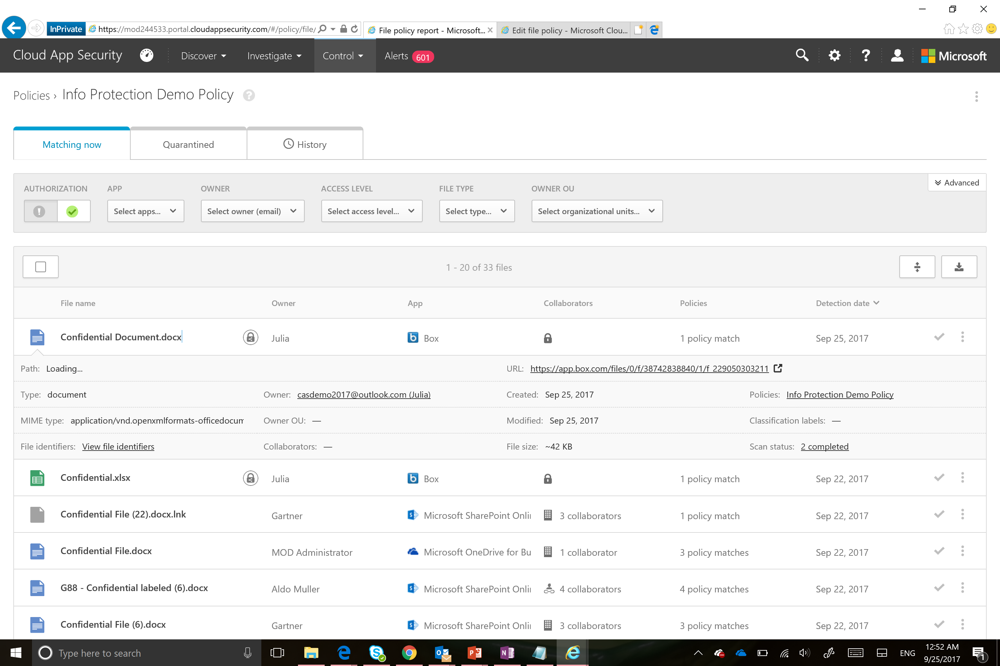 InPrivate https://mod244533.portal.cloudappsecurity.com/#/policy/file/ File policy report - Microsoft... Edit file policy - Microsoft Clou...
Cloud App Security Discover Investigate Control Alerts 601 Microsoft
Policies › Info Protection Demo Policy ?
Matching now Quarantined History
Advanced
AUTHORIZATION APP OWNER ACCESS LEVEL FILE TYPE OWNER OU
Select apps... Select owner (email) Select access level... Select type... Select organizational units...
1 - 20 of 33 files
File name Owner App Collaborators Policies Detection date
Confidential Document.docx Julia Box 1 policy match Sep 25, 2017
Path: Loading... URL: https://app.box.com/files/0/f/38742838840/1/f_229050303211
Type: document Owner: casdemo2017@outlook.com (Julia) Created: Sep 25, 2017 Policies: Info Protection Demo Policy
MIME type: application/vnd.openxmlformats-officedocum Owner OU: — Modified: Sep 25, 2017 Classification labels: —
File identifiers: View file identifiers Collaborators: — File size: ~42 KB Scan status: 2 completed
Confidential.xlsx Julia Box 1 policy match Sep 22, 2017
Confidential File (22).docx.lnk Gartner Microsoft SharePoint Onli 3 collaborators 1 policy match Sep 22, 2017
Confidential File.docx MOD Administrator Microsoft OneDrive for Bu 1 collaborator 3 policy matches Sep 22, 2017
G88 - Confidential labeled (6).docx Aldo Muller Microsoft SharePoint Onli 4 collaborators 4 policy matches Sep 22, 2017
Confidential File (6).docx Gartner Microsoft SharePoint Onli 3 collaborators 3 policy matches Sep 22, 2017
Type here to search ENG 12:52 AM
9/25/2017 1